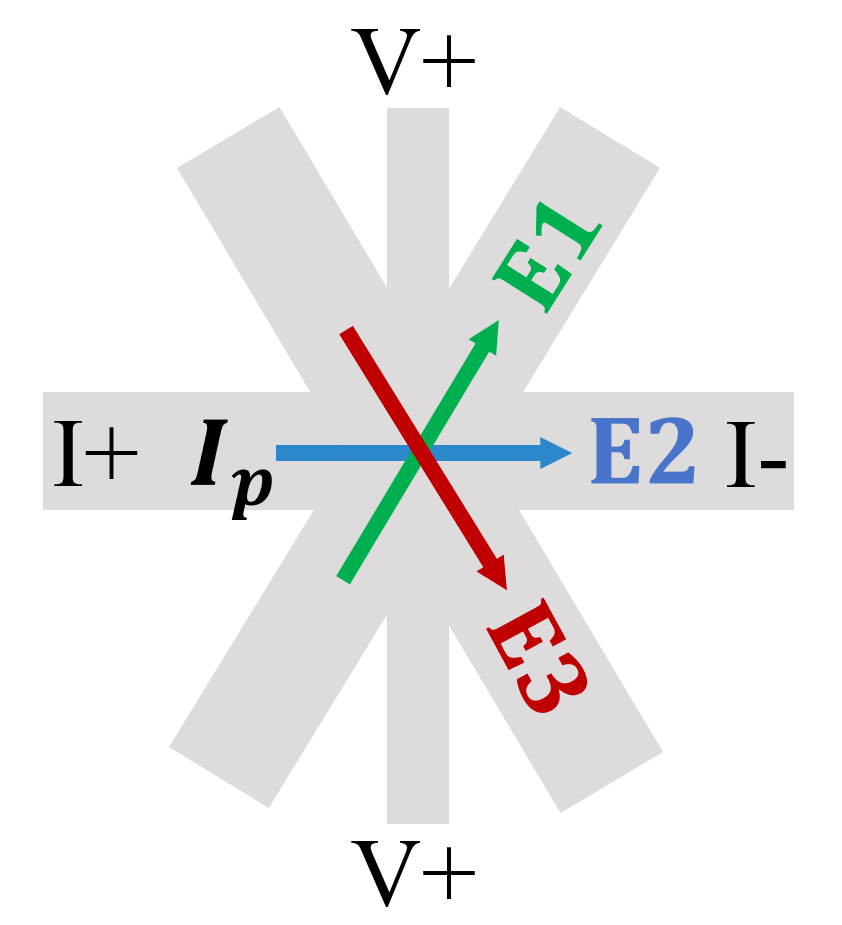 V+
E1
I+ I_p E2 I-
E3
V+